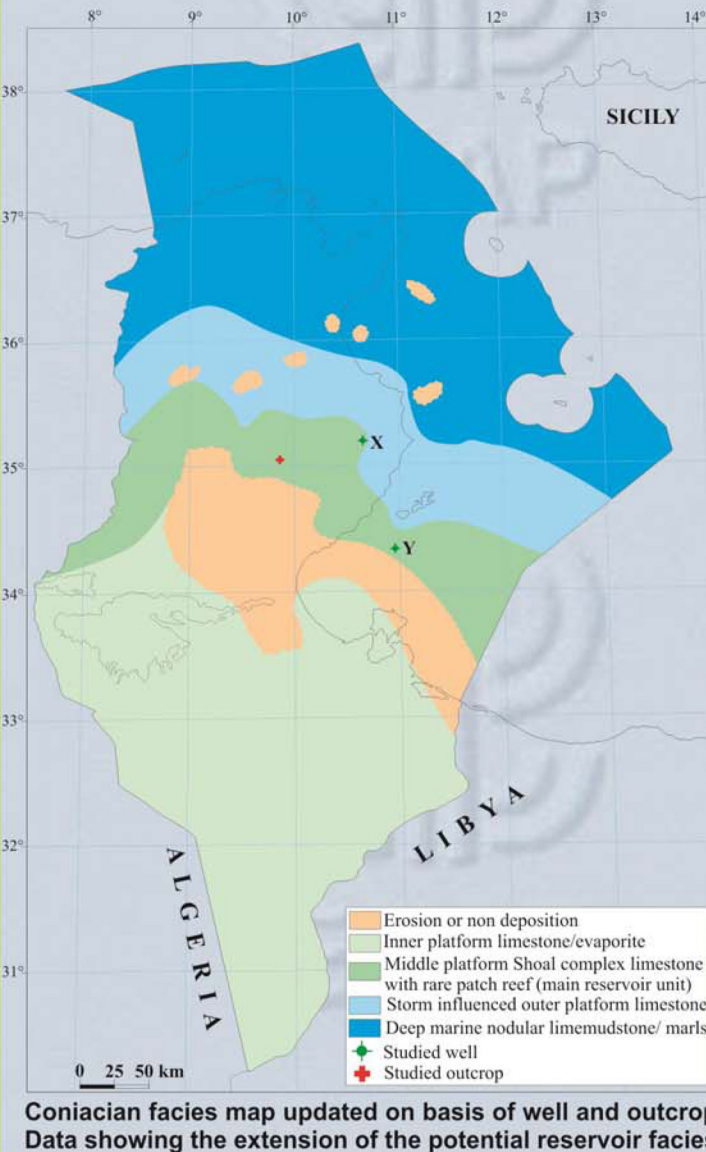 8° 9° 10° 11° 12° 13° 14°
38°
SICILY
37°
36°
X
35°
Y
34°
33°
LIBYA
32°
ALGERIA
31°
Erosion or non deposition
Inner platform limestone/evaporite
Middle platform Shoal complex limestone
with rare patch reef (main reservoir unit)
Storm influenced outer platform limestone
Deep marine nodular limemudstone/ marls
Studied well
Studied outcrop
0 25 50 km
Coniacian facies map updated on basis of well and outcrop
Data showing the extension of the potential reservoir facies